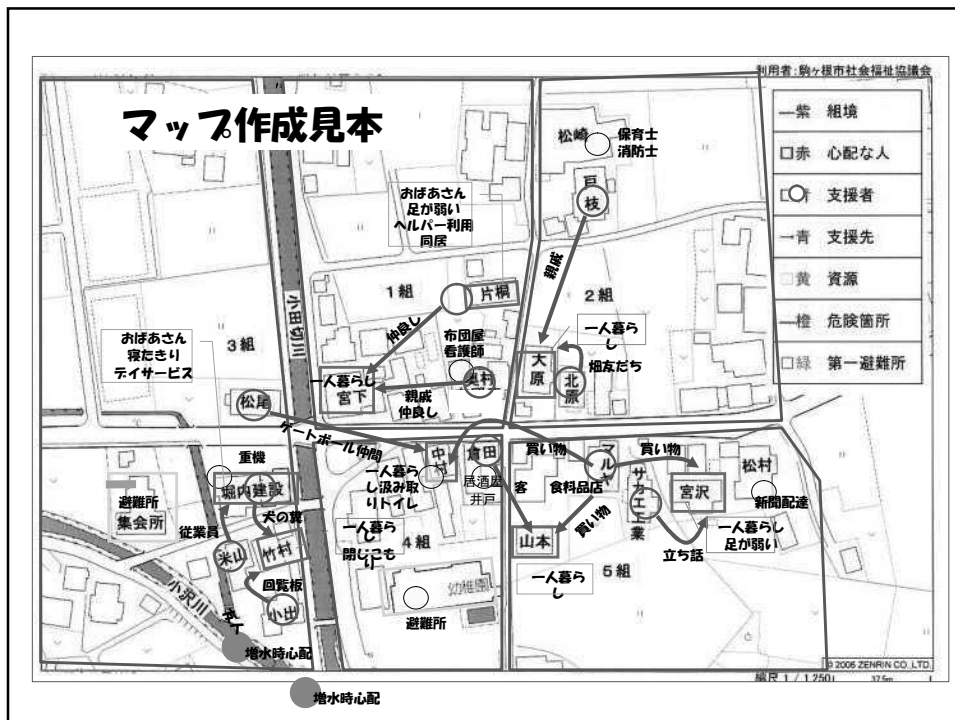 利用者:駒ヶ根市社会福祉協議会
マップ作成見本
紫 組境
赤 心配な人
支援者
青 支援先
黄 資源
橙 危険箇所
緑 第一避難所
松崎
保育士
消防士
戸枝
親戚
おばあさん
足が弱い
ヘルパー利用
同居
1組
片桐
2組
仲良し
小田切川
3組
おばあさん
寝たきり
デイサービス
布団屋
看護師
一人暮らし
大原
北原
畑友だち
一人暮らし
宮下
奥村
親戚
仲良し
松尾
ゲートボール仲間
中村
倉田
居酒屋
井戸
一人暮らし汲み取りトイレ
買い物
客
食料品店
マルヤ
買い物
買い物
サカエ工業
宮沢
松村
新聞配達
一人暮らし
足が弱い
立ち話
山本
一人暮らし
5組
重機
堀内建設
避難所
集会所
従業員
犬の糞
米山
竹村
回覧板
小出
一人暮らし
閉じこもり
4組
幼稚園
避難所
小沢川
増水時心配
増水時心配
© 2006 ZENRIN CO.,LTD.
縮尺 1 / 1,250
37.5m